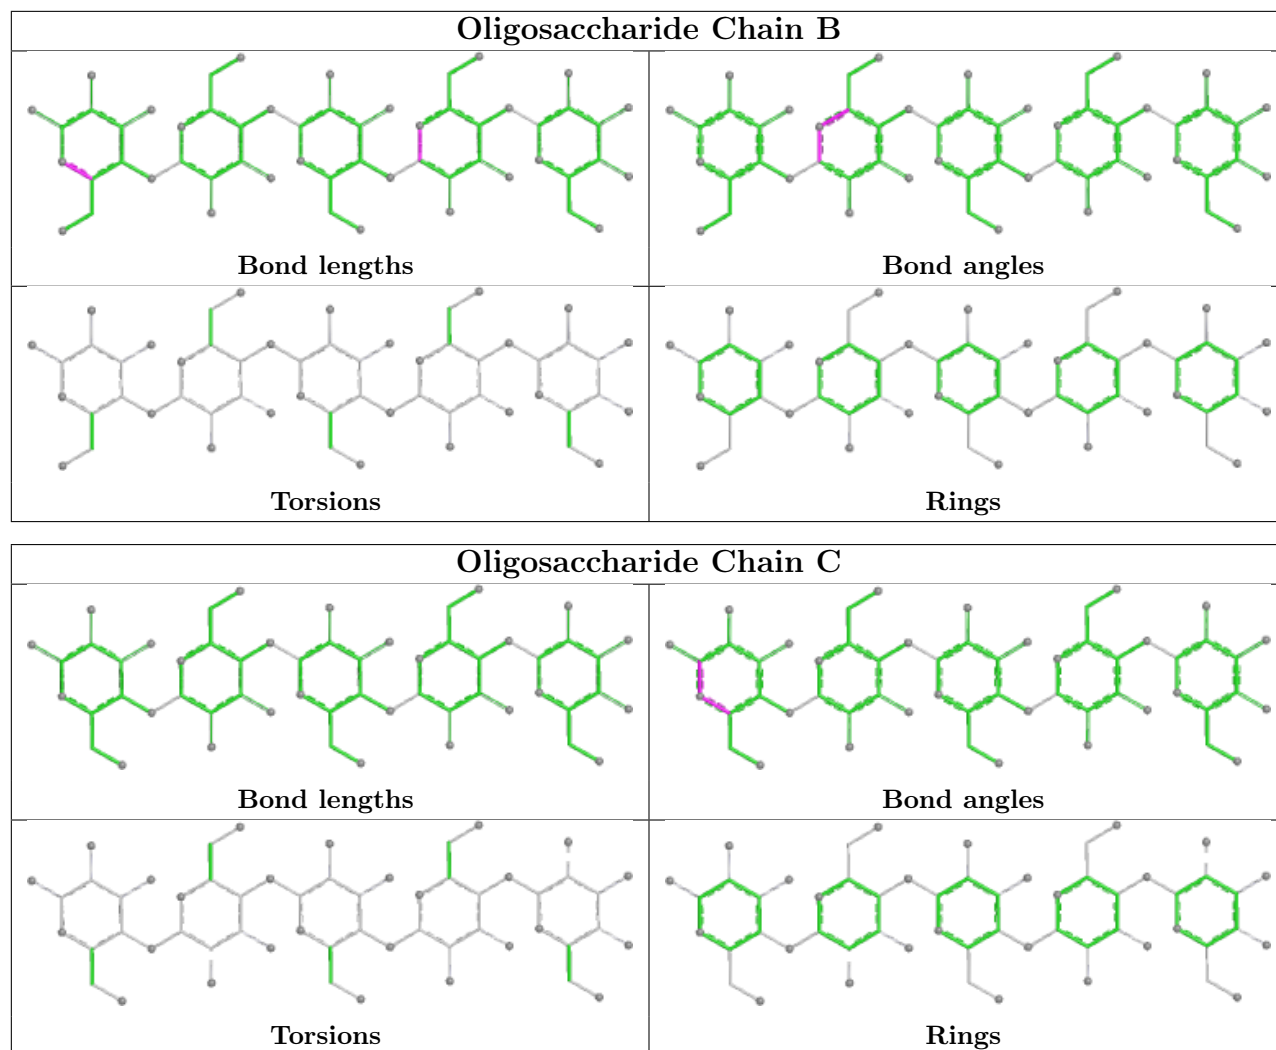 Oligosaccharide Chain B
Bond lengths
Bond angles
Torsions
Rings
Oligosaccharide Chain C
Bond lengths
Bond angles
Torsions
Rings